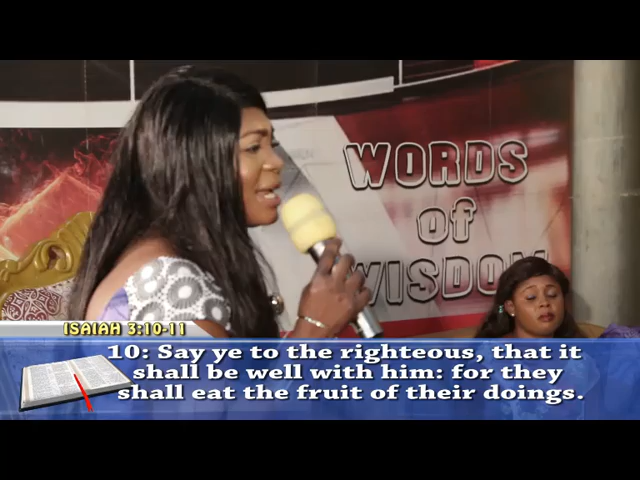 WORDS
of
WISDOM
ISAIAH 3:10-11
10: Say ye to the righteous, that it
shall be well with him: for they
shall eat the fruit of their doings.